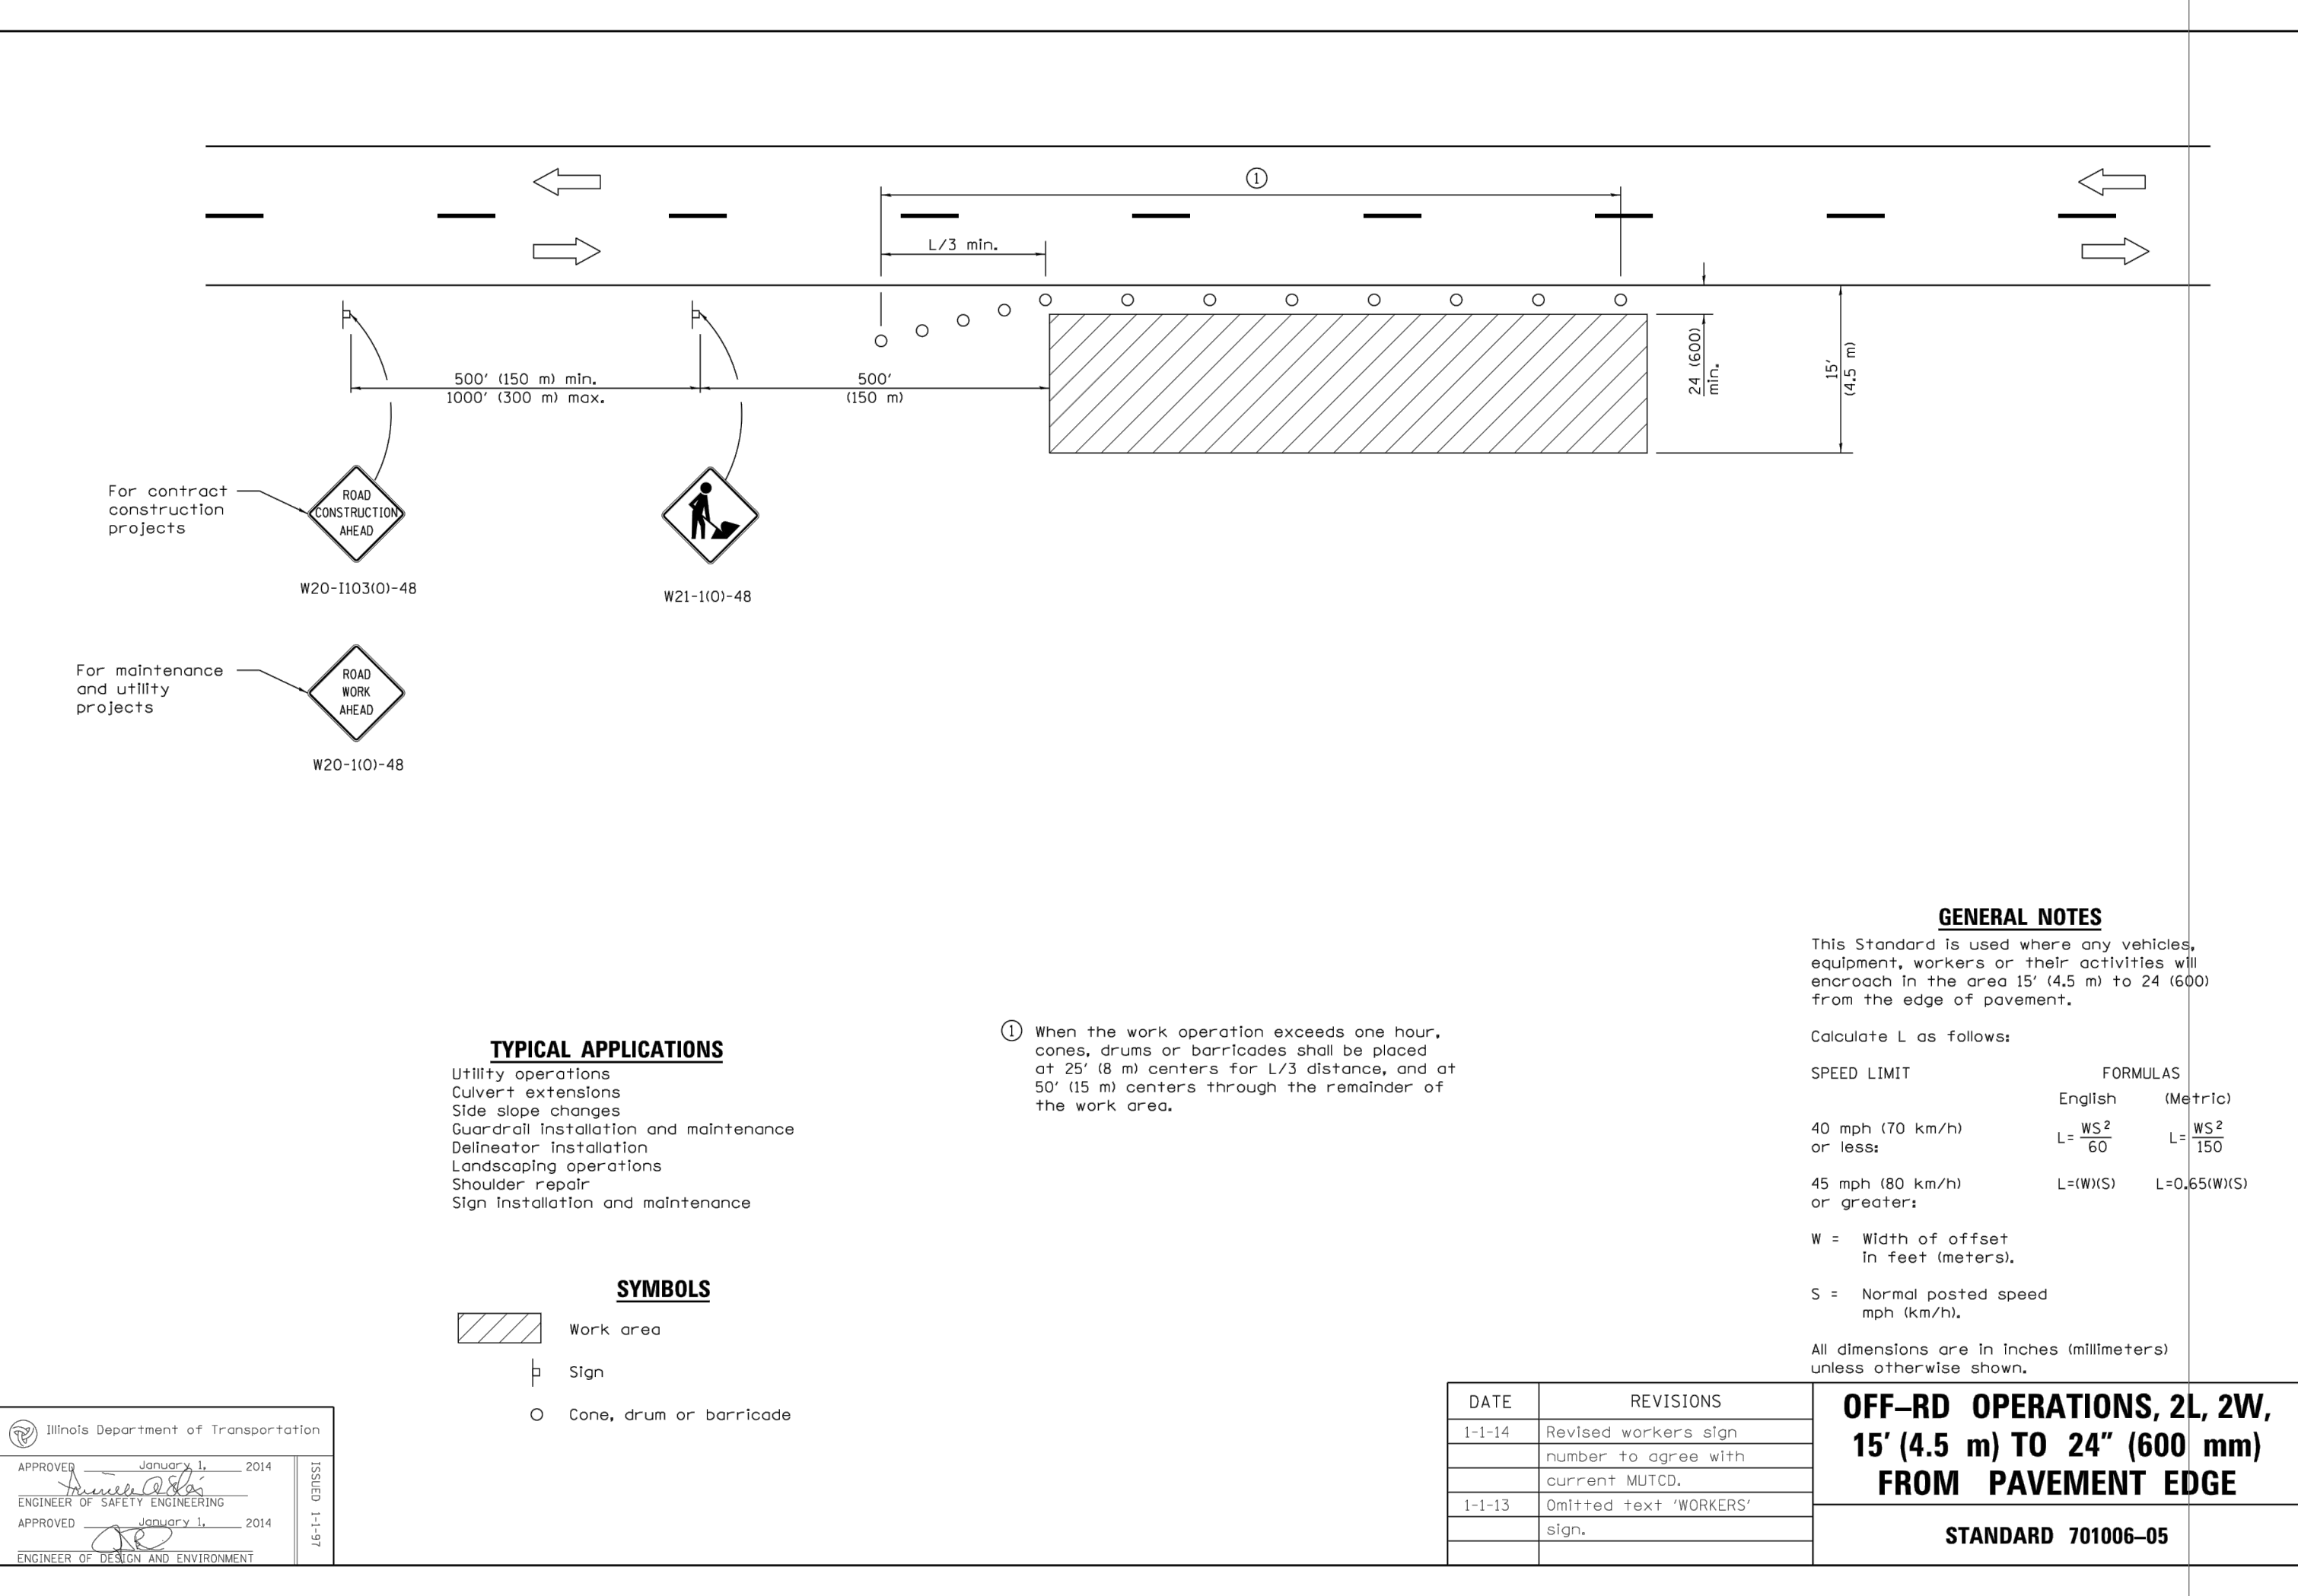 ①
L/3 min.
500' (150 m) min.
1000' (300 m) max.
500'
(150 m)
24 (600)
min.
15'
(4.5 m)
For contract
construction
projects
ROAD
CONSTRUCTION
AHEAD
W20-I103(O)-48
W21-1(O)-48
For maintenance
and utility
projects
ROAD
WORK
AHEAD
W20-1(O)-48
TYPICAL APPLICATIONS
Utility operations
Culvert extensions
Side slope changes
Guardrail installation and maintenance
Delineator installation
Landscaping operations
Shoulder repair
Sign installation and maintenance
SYMBOLS
Work area
Sign
Cone, drum or barricade
① When the work operation exceeds one hour,
cones, drums or barricades shall be placed
at 25' (8 m) centers for L/3 distance, and at
50' (15 m) centers through the remainder of
the work area.
GENERAL NOTES
This Standard is used where any vehicles,
equipment, workers or their activities will
encroach in the area 15' (4.5 m) to 24 (600)
from the edge of pavement.
Calculate L as follows:
SPEED LIMIT FORMULAS
English (Metric)
40 mph (70 km/h)
or less:
L= WS²/60 L= WS²/150
45 mph (80 km/h) L=(W)(S) L=0.65(W)(S)
or greater:
W = Width of offset
in feet (meters).
S = Normal posted speed
mph (km/h).
All dimensions are in inches (millimeters)
unless otherwise shown.
Illinois Department of Transportation
APPROVED January 1, 2014
ENGINEER OF SAFETY ENGINEERING
APPROVED January 1, 2014
ENGINEER OF DESIGN AND ENVIRONMENT
ISSUED 1-1-97
DATE REVISIONS
1-1-14 Revised workers sign
number to agree with
current MUTCD.
1-1-13 Omitted text 'WORKERS'
sign.
OFF–RD OPERATIONS, 2L, 2W,
15' (4.5 m) TO 24" (600 mm)
FROM PAVEMENT EDGE
STANDARD 701006–05